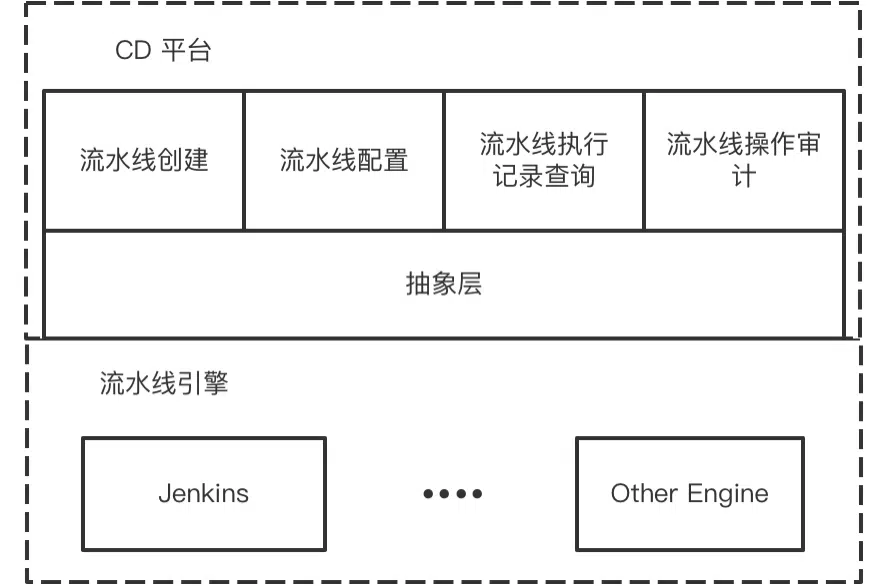 CD 平台
流水线创建
流水线配置
流水线执行
记录查询
流水线操作审
计
抽象层
流水线引擎
Jenkins
Other Engine